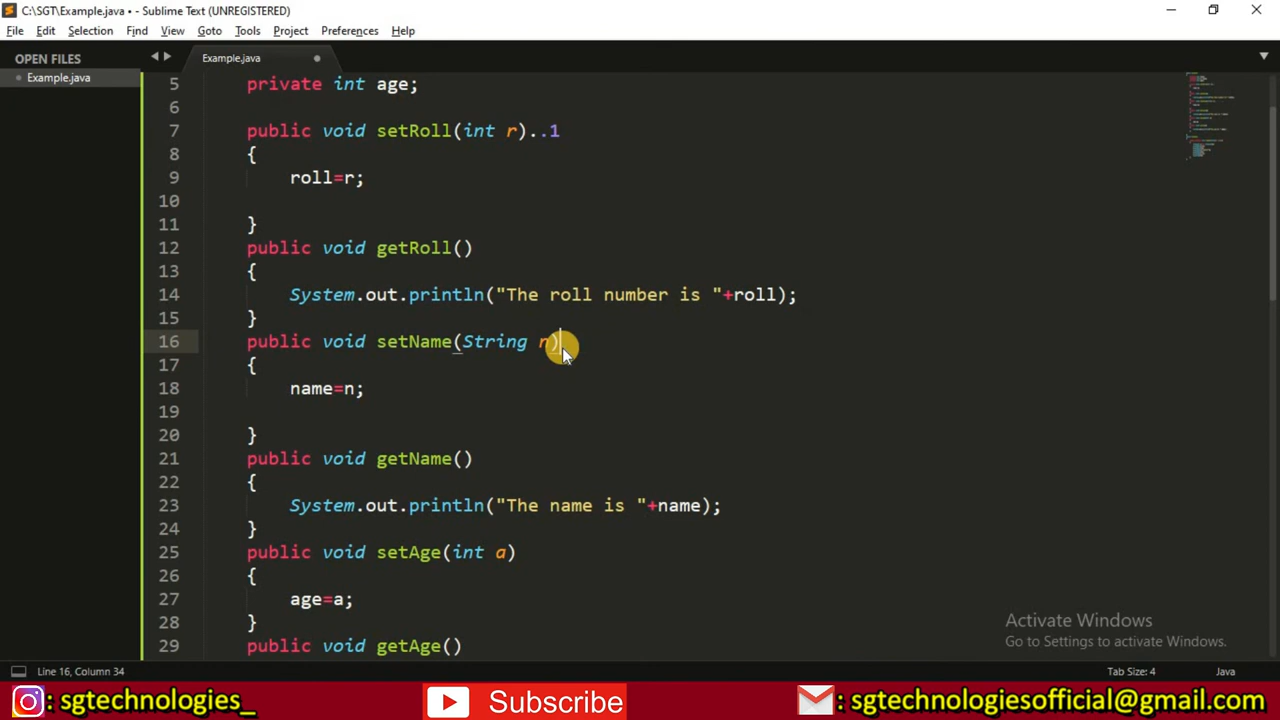 C:\SGT\Example.java • - Sublime Text (UNREGISTERED)
File Edit Selection Find View Goto Tools Project Preferences Help
OPEN FILES
Example.java
Example.java
5 private int age;
6
7 public void setRoll(int r)..1
8 {
9 roll=r;
10
11 }
12 public void getRoll()
13 {
14 System.out.println("The roll number is "+roll);
15 }
16 public void setName(String n)
17 {
18 name=n;
19
20 }
21 public void getName()
22 {
23 System.out.println("The name is "+name);
24 }
25 public void setAge(int a)
26 {
27 age=a;
28 }
29 public void getAge()
Activate Windows
Go to Settings to activate Windows.
Line 16, Column 34 Tab Size: 4 Java
: sgtechnologies_ Subscribe : sgtechnologiesofficial@gmail.com